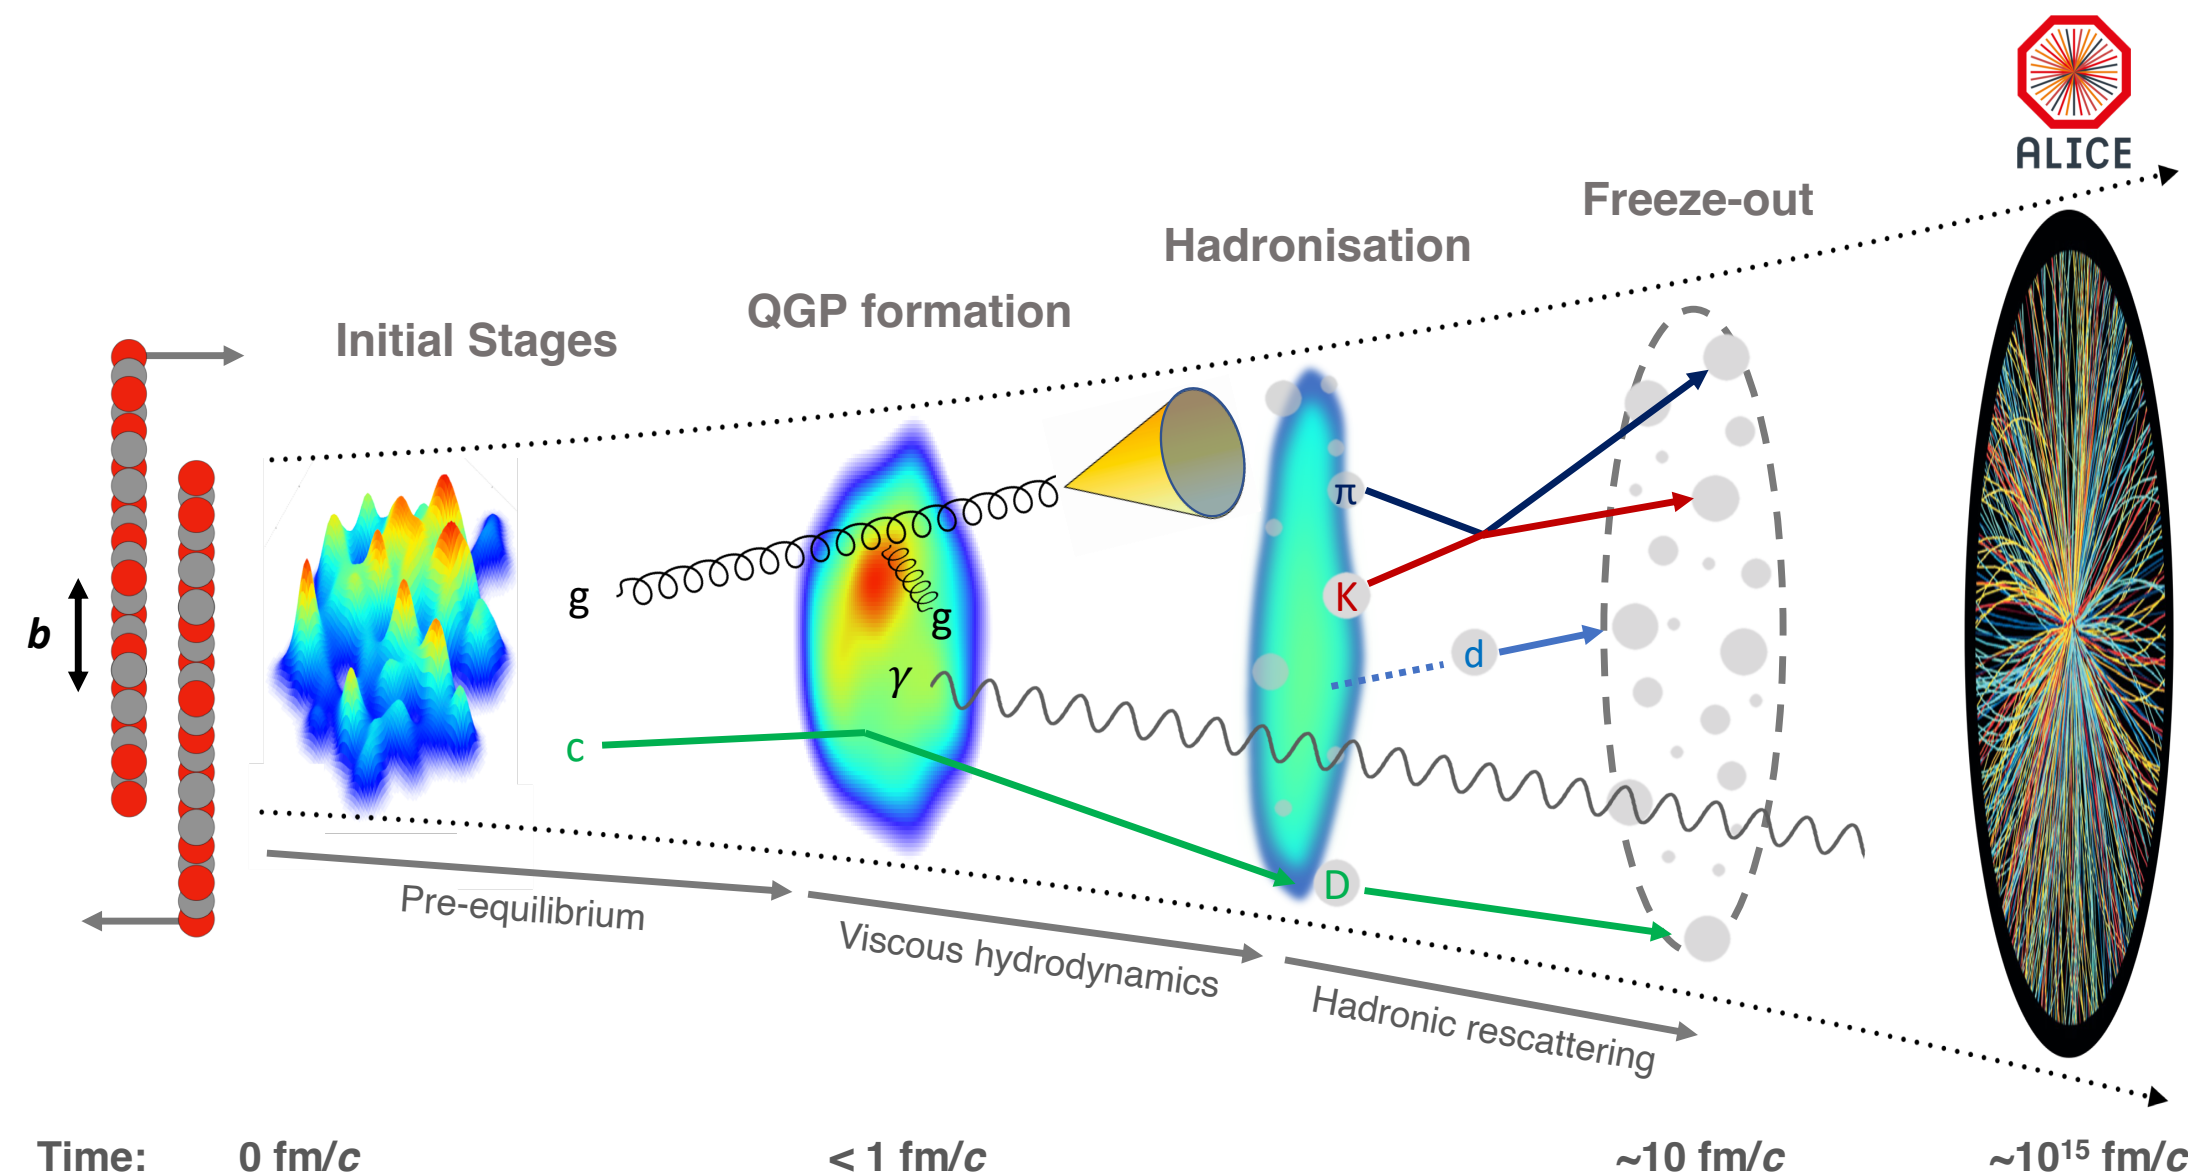 ALICE
Freeze-out
Hadronisation
QGP formation
Initial Stages
π
g
K
g
b
d
γ
c
D
Pre-equilibrium
Viscous hydrodynamics
Hadronic rescattering
Time: 0 fm/c < 1 fm/c ~10 fm/c ~10¹⁵ fm/c